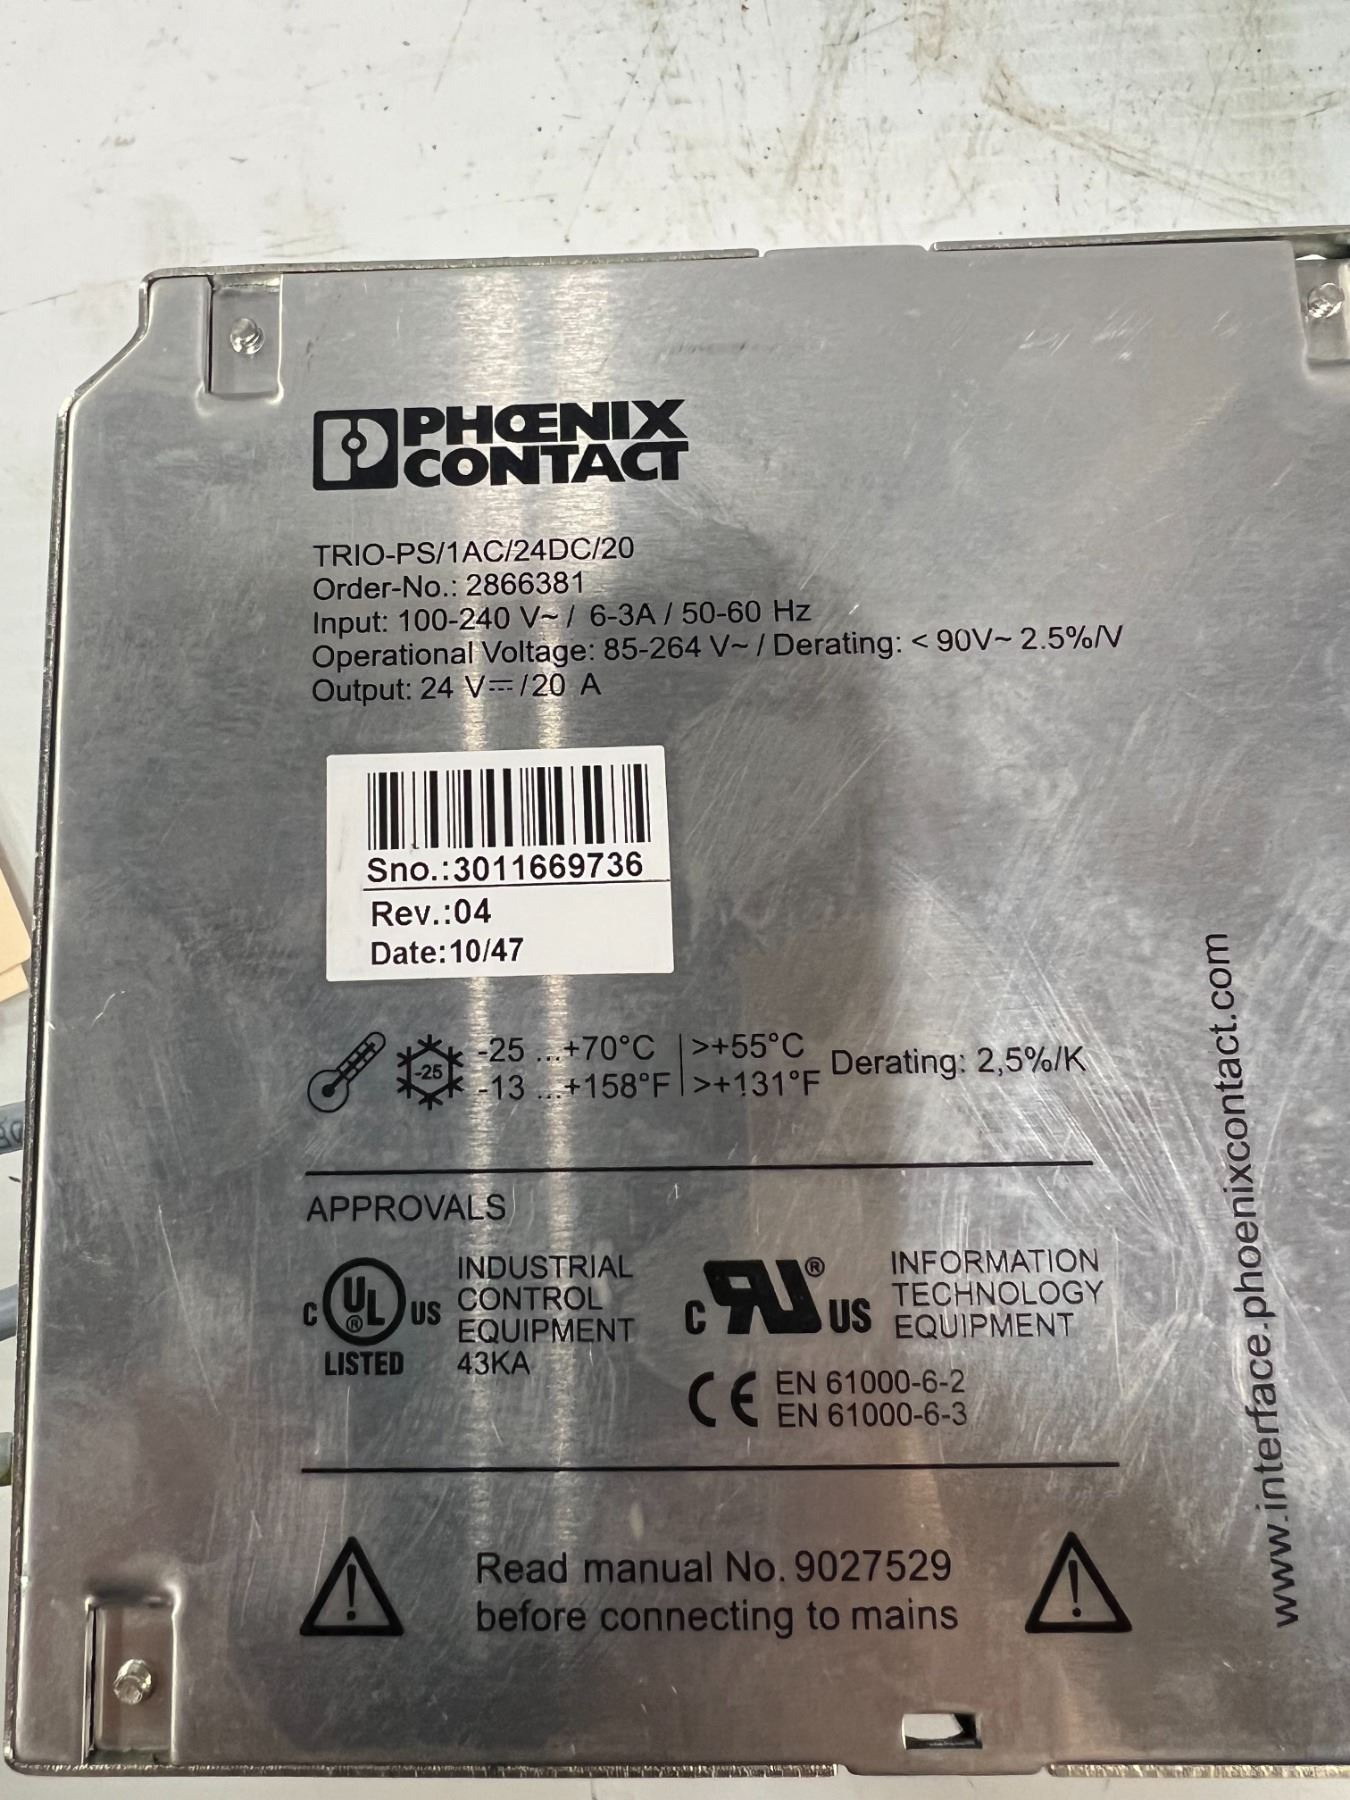 PHŒNIX
CONTACT
TRIO-PS/1AC/24DC/20
Order-No.: 2866381
Input: 100-240 V~ / 6-3A / 50-60 Hz
Operational Voltage: 85-264 V~ / Derating: < 90V~ 2.5%/V
Output: 24 V⎓ / 20 A
Sno.:3011669736
Rev.:04
Date:10/47
-25
-25 ...+70°C | >+55°C Derating: 2,5%/K
-13 ...+158°F | >+131°F
APPROVALS
C UL ® US
LISTED
INDUSTRIAL
CONTROL
EQUIPMENT
43KA
C RU ® US
INFORMATION
TECHNOLOGY
EQUIPMENT
CE
EN 61000-6-2
EN 61000-6-3
Read manual No. 9027529
before connecting to mains
www.interface.phoenixcontact.com